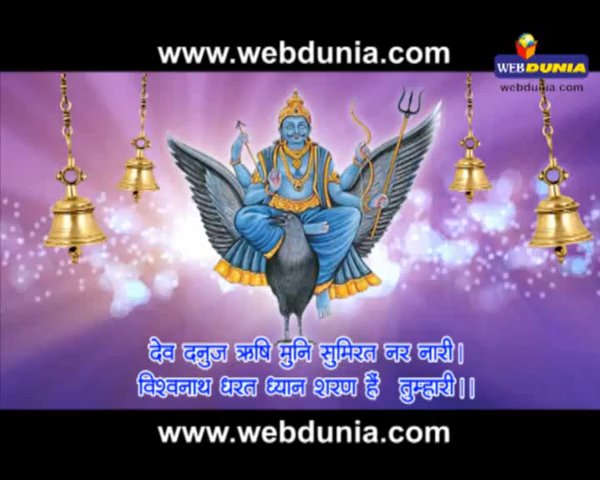 www.webdunia.com
WEBDUNIA
webdunia.com
देव दनुज ऋषि मुनि सुमिरत नर नारी।
विश्वनाथ धरत ध्यान शरण हैं तुम्हारी।।
www.webdunia.com